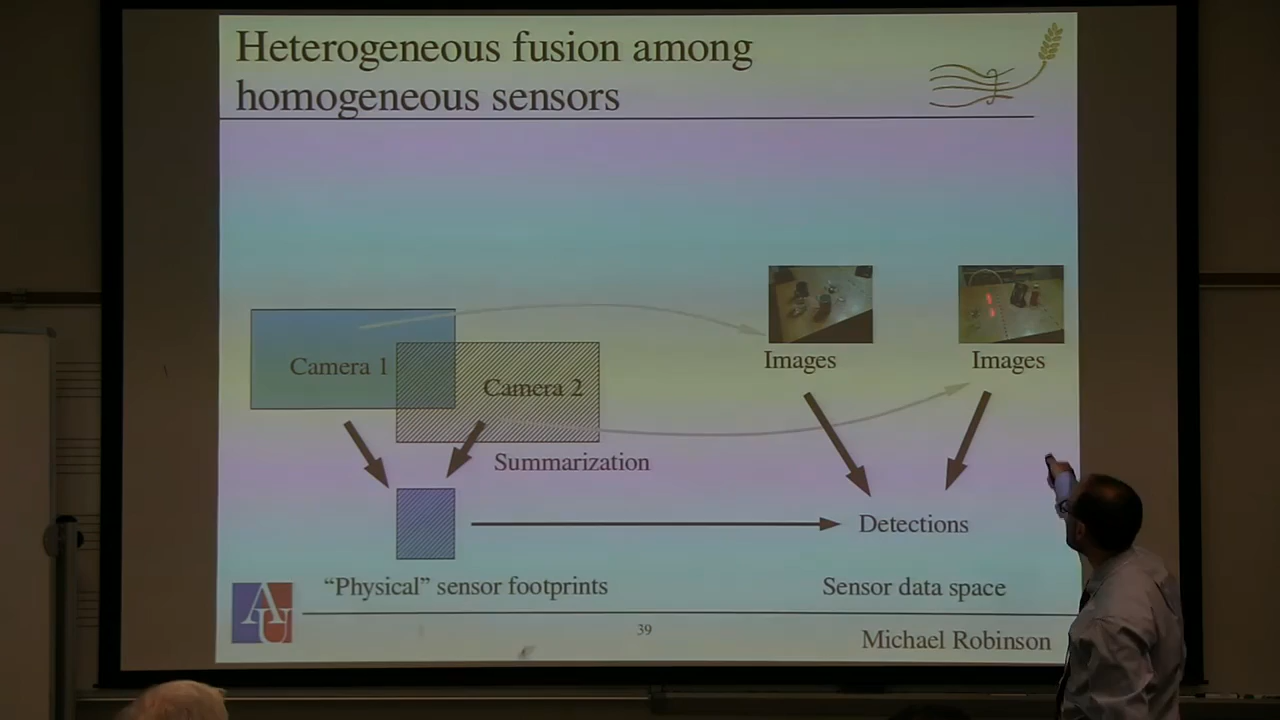 Heterogeneous fusion among
homogeneous sensors
Camera 1
Camera 2
Images
Images
Summarization
Detections
"Physical" sensor footprints
Sensor data space
AU
39
Michael Robinson